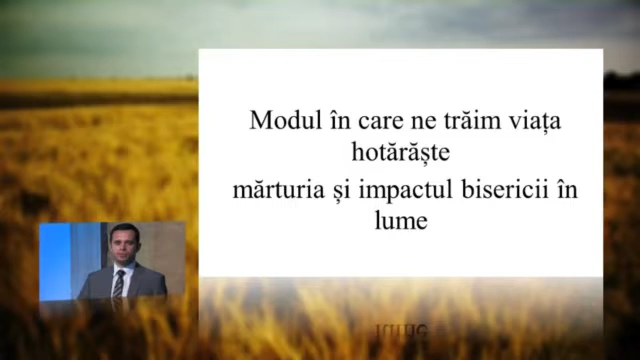 Modul în care ne trăim viața
hotărăște
mărturia și impactul bisericii în
lume